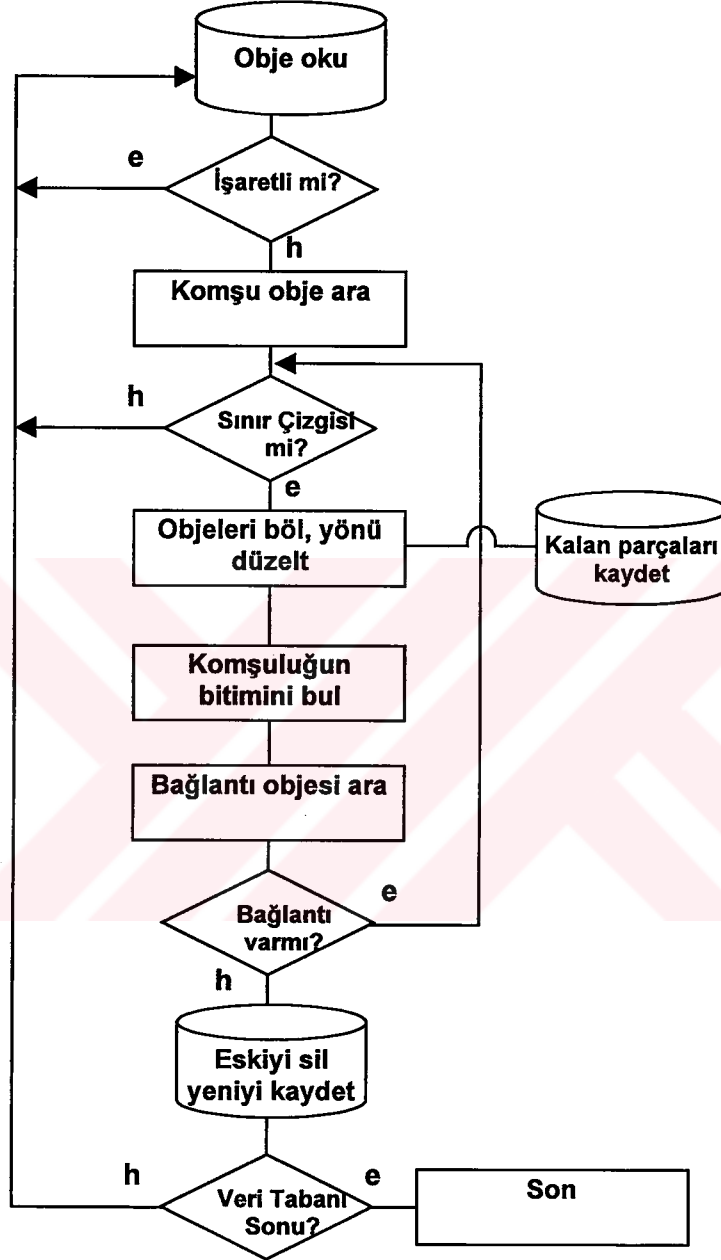 Obje oku
e
İşaretli mi?
h
Komşu obje ara
h
Sınır Çizgisi
mi?
e
Objeleri böl, yönü
düzelt
Kalan parçaları
kaydet
Komşuluğun
bitimini bul
Bağlantı objesi ara
e
Bağlantı
varmı?
h
Eskiyi sil
yeniyi kaydet
h
Veri Tabanı
Sonu?
e
Son